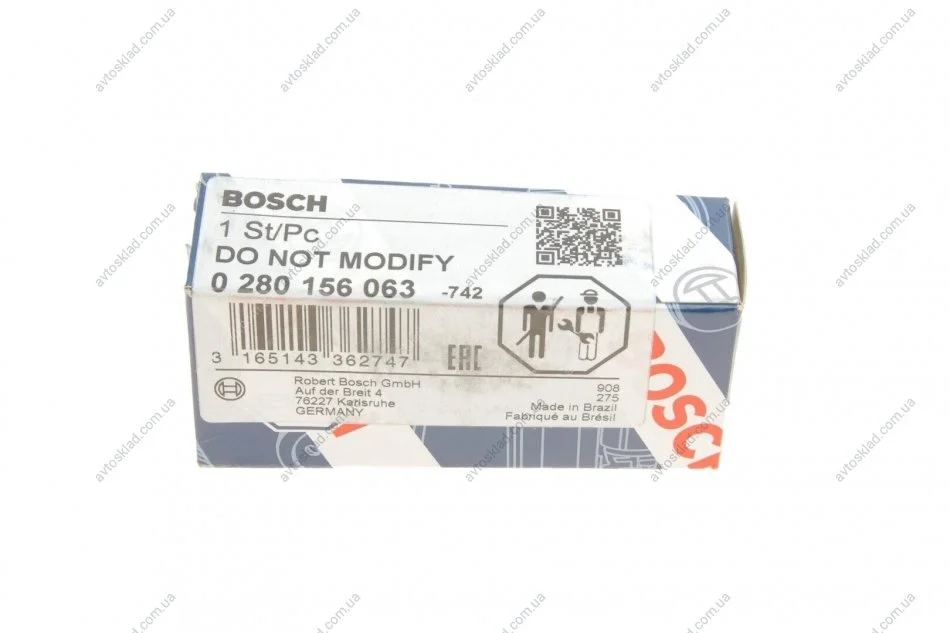 BOSCH
1 St/Pc
DO NOT MODIFY
0 280 156 063 -742
3 165143 362747
EAC
Robert Bosch GmbH
Auf der Breit 4
76227 Karlsruhe
GERMANY
908
275
Made in Brazil
Fabriqué au Brésil
BOSCH
avtosklad.com.ua